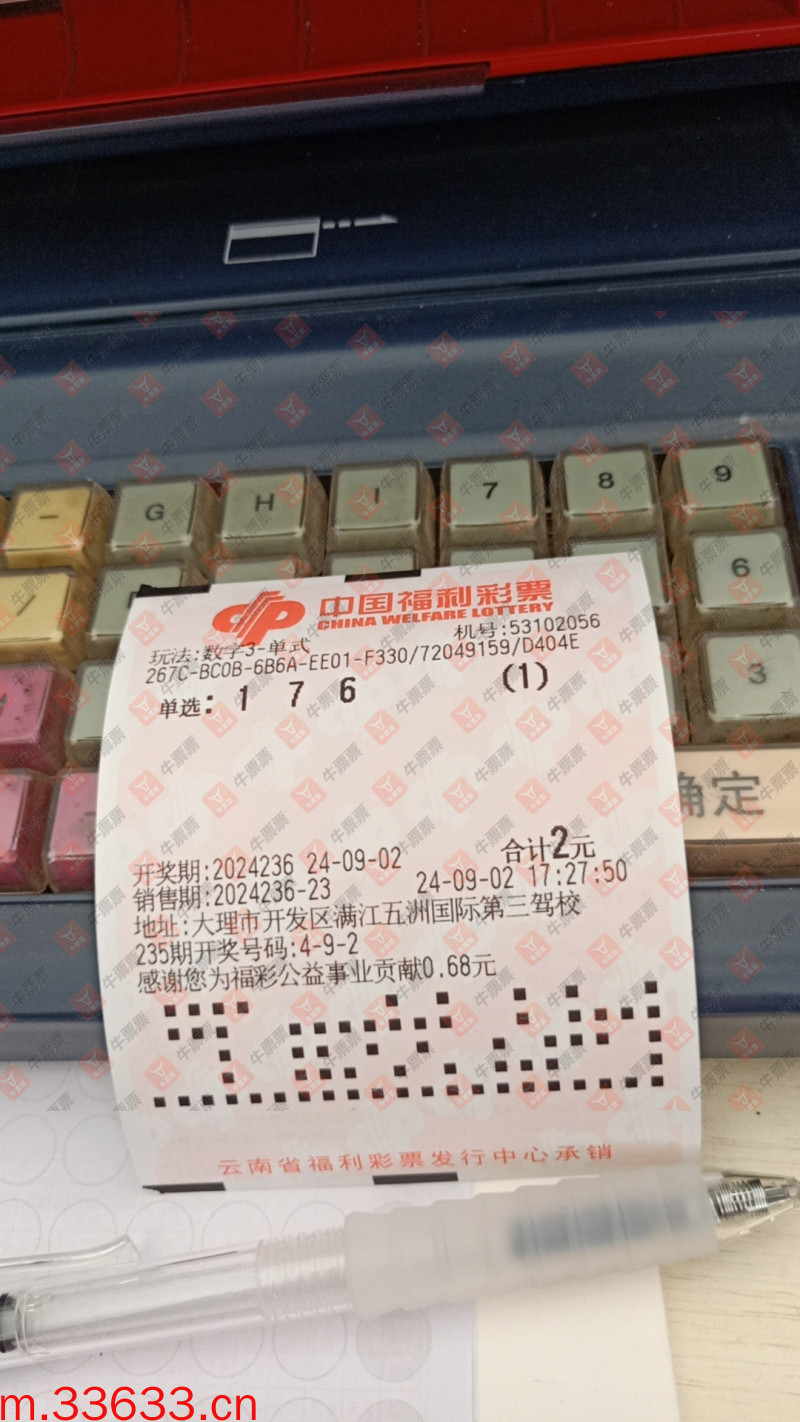 G H I 7 8 9
6
3
确定
中国福利彩票
CHINA WELFARE LOTTERY
玩法:数字3-单式 机号:53102056
267C-BC0B-6B6A-EE01-F330/72049159/D404E
单选: 1 7 6 (1)
合计2元
开奖期:2024236 24-09-02
销售期:2024236-23 24-09-02 17:27:50
地址:大理市开发区满江五洲国际第三驾校
235期开奖号码:4-9-2
感谢您为福彩公益事业贡献0.68元
云南省福利彩票发行中心承销
牛票票
m.33633.cn